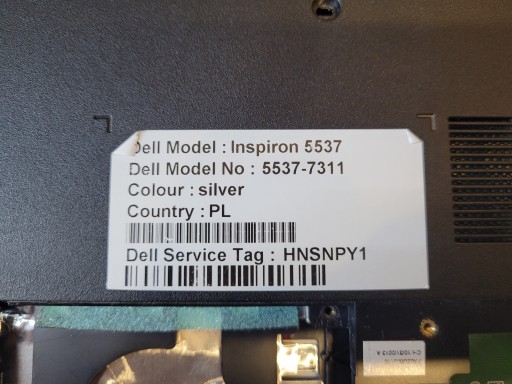 Dell Model : Inspiron 5537
Dell Model No : 5537-7311
Colour : silver
Country : PL
Dell Service Tag : HNSNPY1